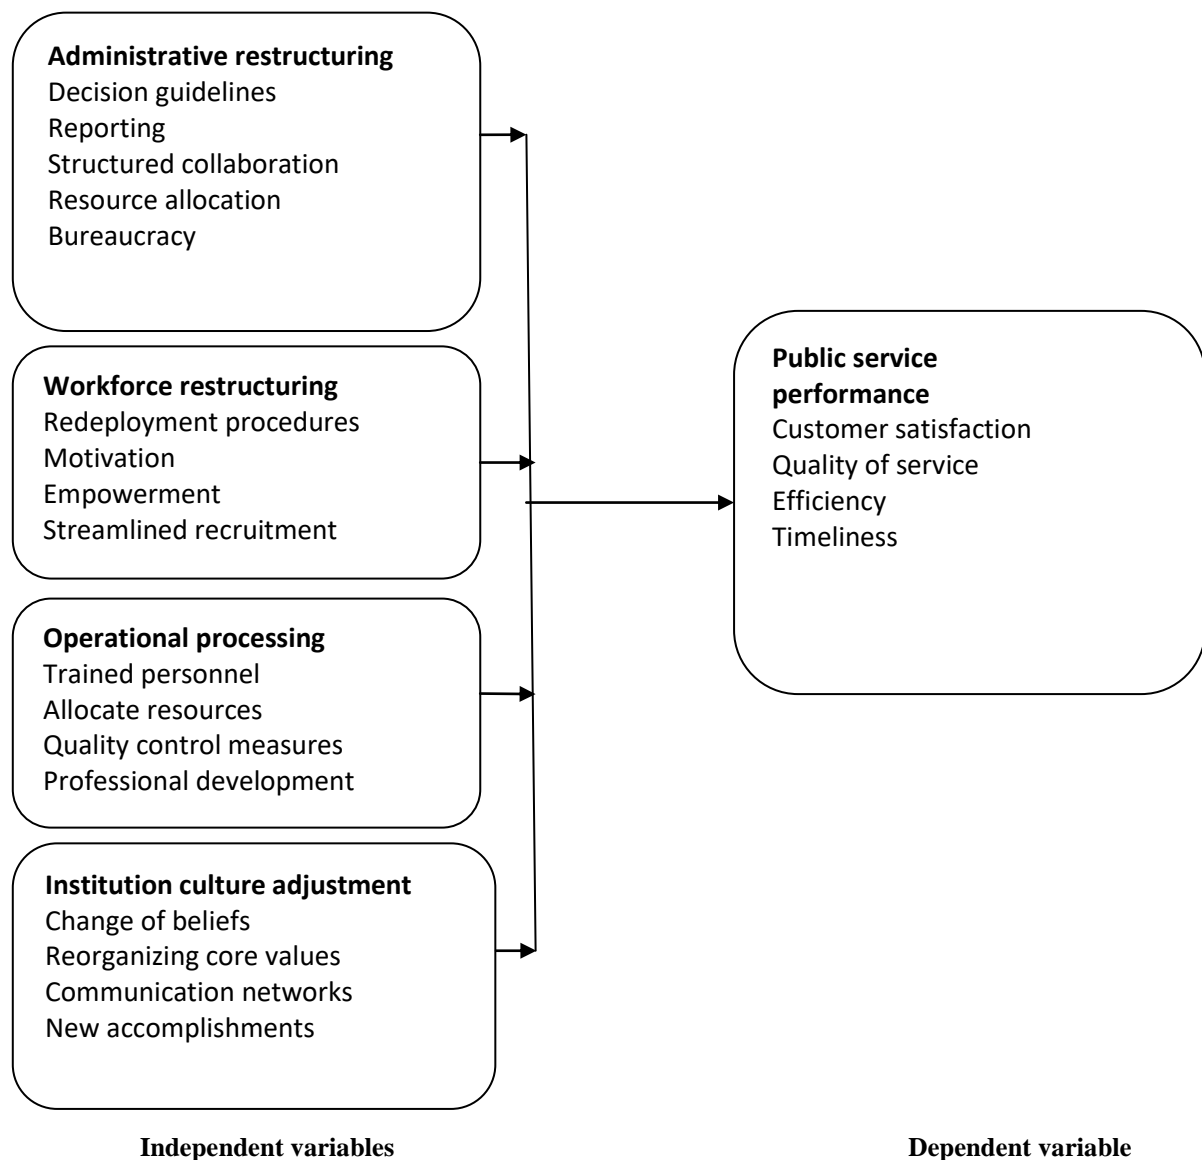 Administrative restructuring
Decision guidelines
Reporting
Structured collaboration
Resource allocation
Bureaucracy
Workforce restructuring
Redeployment procedures
Motivation
Empowerment
Streamlined recruitment
Operational processing
Trained personnel
Allocate resources
Quality control measures
Professional development
Institution culture adjustment
Change of beliefs
Reorganizing core values
Communication networks
New accomplishments
Public service
performance
Customer satisfaction
Quality of service
Efficiency
Timeliness
Independent variables
Dependent variable